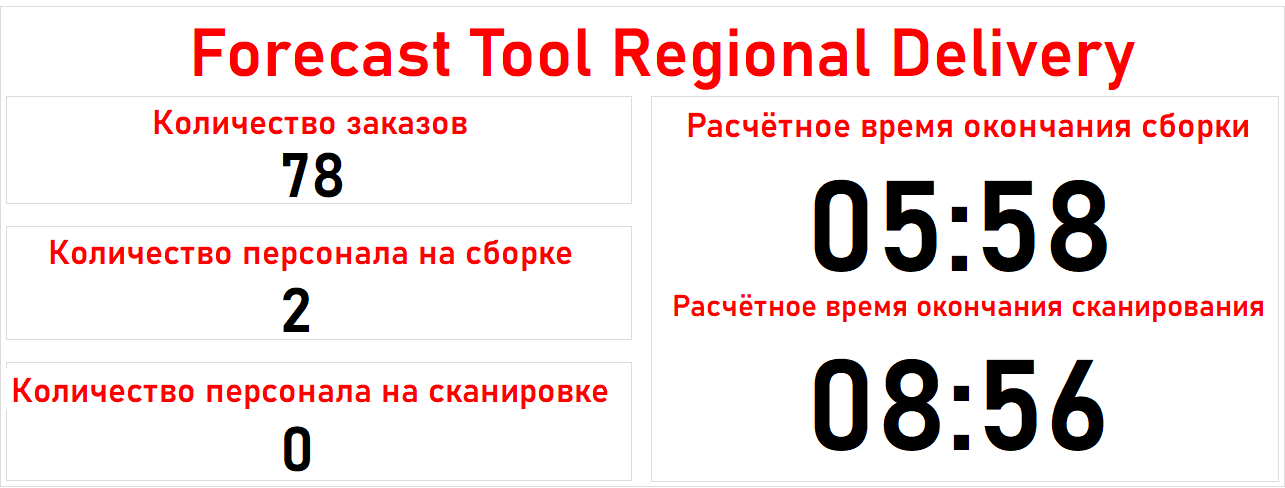 Forecast Tool Regional Delivery
Количество заказов
78
Количество персонала на сборке
2
Количество персонала на сканировке
0
Расчётное время окончания сборки
05:58
Расчётное время окончания сканирования
08:56